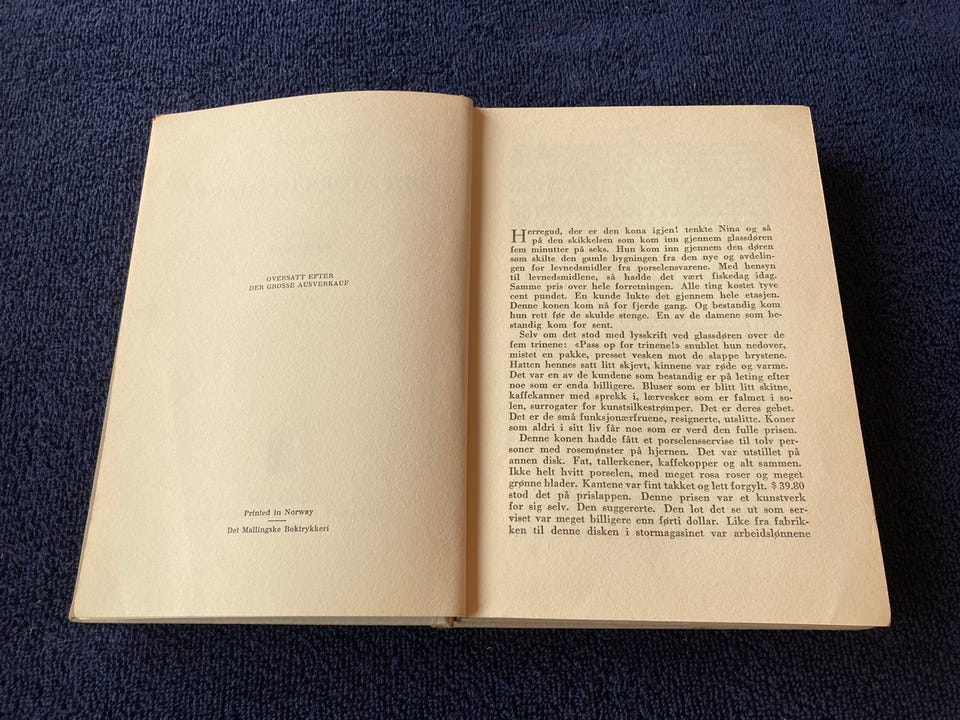 OVERSATT EFTER
DER GROSSE AUSVERKAUF
Printed in Norway
Det Mallingske Boktrykkeri
Herregud, der er den kona igjen! tenkte Nina og så
på den skikkelsen som kom inn gjennem glassdøren
fem minutter på seks. Hun kom inn gjennem den døren
som skilte den gamle bygningen fra den nye og avdelin-
gen for levnedsmidler fra porselensvarene. Med hensyn
til levnedsmidlene, så hadde det vært fiskedag idag.
Samme pris over hele forretningen. Alle ting kostet tyve
cent pundet. En kunde lukte det gjennem hele etasjen.
Denne konen kom nå for fjerde gang. Og bestandig kom
hun rett før de skulde stenge. En av de damene som be-
standig kom for sent.
Selv om det stod med lysskrift ved glassdøren over de
fem trinene: «Pass op for trinene!» snublet hun nedover,
mistet en pakke, presset vesken mot de slappe brystene.
Hatten hennes satt litt skjevt, kinnene var røde og varme.
Det var en av de kundene som bestandig er på leting efter
noe som er enda billigere. Bluser som er blitt litt skitne,
kaffekanner med sprekk i, lærvesker som er falmet i so-
len, surrogater for kunstsilkestrømper. Det er deres gebet.
Det er de små funksjonærfruene, resignerte, utslitte. Koner
som aldri i sitt liv får noe som er verd den fulle prisen.
Denne konen hadde fått et porselensservise til tolv per-
soner med rosemønster på hjernen. Det var utstillet på
annen disk. Fat, tallerkener, kaffekopper og alt sammen.
Ikke helt hvitt porselen, med meget rosa roser og meget
grønne blader. Kantene var fint takket og lett forgylt. $ 39.80
stod det på prislappen. Denne prisen var et kunstverk
for sig selv. Den suggererte. Den lot det se ut som ser-
viset var meget billigere enn førti dollar. Like fra fabrik-
ken til denne disken i stormagasinet var arbeidslønnene